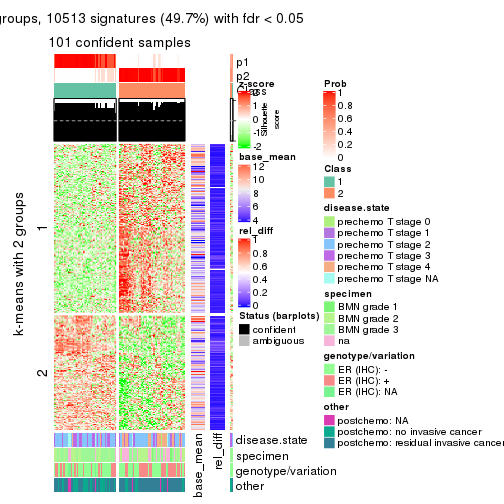 groups, 10513 signatures (49.7%) with fdr < 0.05
101 confident samples
p1
p2
Class
z-score
2
1
0
-1
-2
Silhouette
score
base_mean
12
10
8
6
4
rel_diff
1
0.8
0.6
0.4
0.2
0
Status (barplots)
confident
ambiguous
Prob
1
0.8
0.6
0.4
0.2
0
Class
1
2
disease.state
prechemo T stage 0
prechemo T stage 1
prechemo T stage 2
prechemo T stage 3
prechemo T stage 4
prechemo T stage NA
specimen
BMN grade 1
BMN grade 2
BMN grade 3
na
genotype/variation
ER (IHC): -
ER (IHC): +
ER (IHC): NA
other
postchemo: NA
postchemo: no invasive cancer
postchemo: residual invasive cancer
k-means with 2 groups
1
2
base_mean
rel_diff
disease.state
specimen
genotype/variation
other